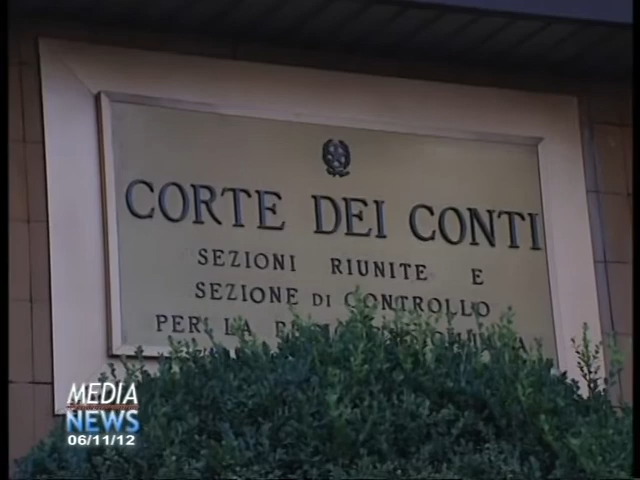 CORTE DEI CONTI
SEZIONI RIUNITE E
SEZIONE DI CONTROLLO
PER LA
MEDIA
NEWS
06/11/12